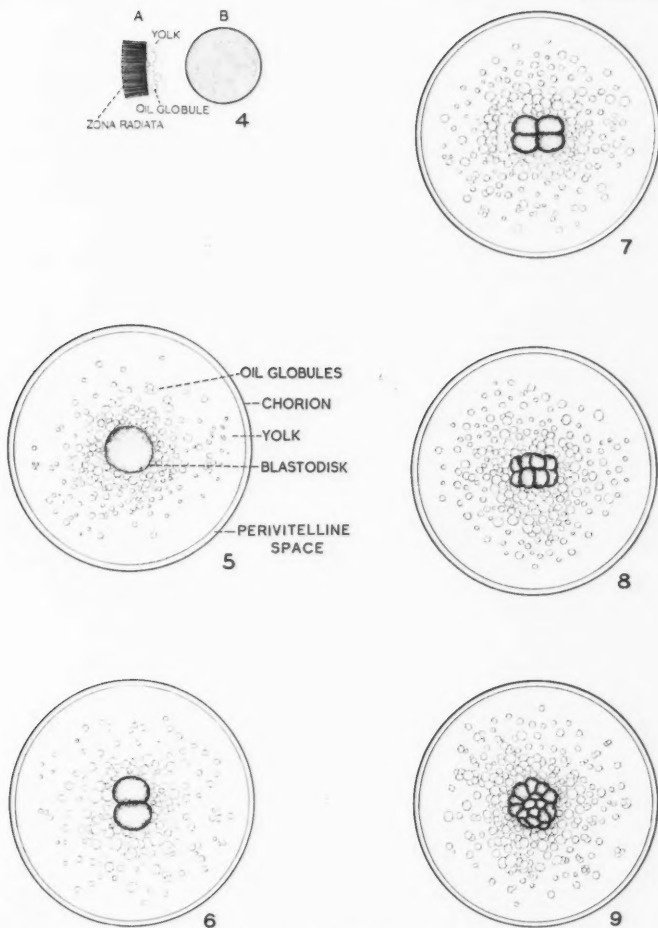 A B
YOLK
OIL GLOBULE
ZONA RADIATA
4
7
OIL GLOBULES
CHORION
YOLK
BLASTODISK
PERIVITELLINE
SPACE
5
8
6
9